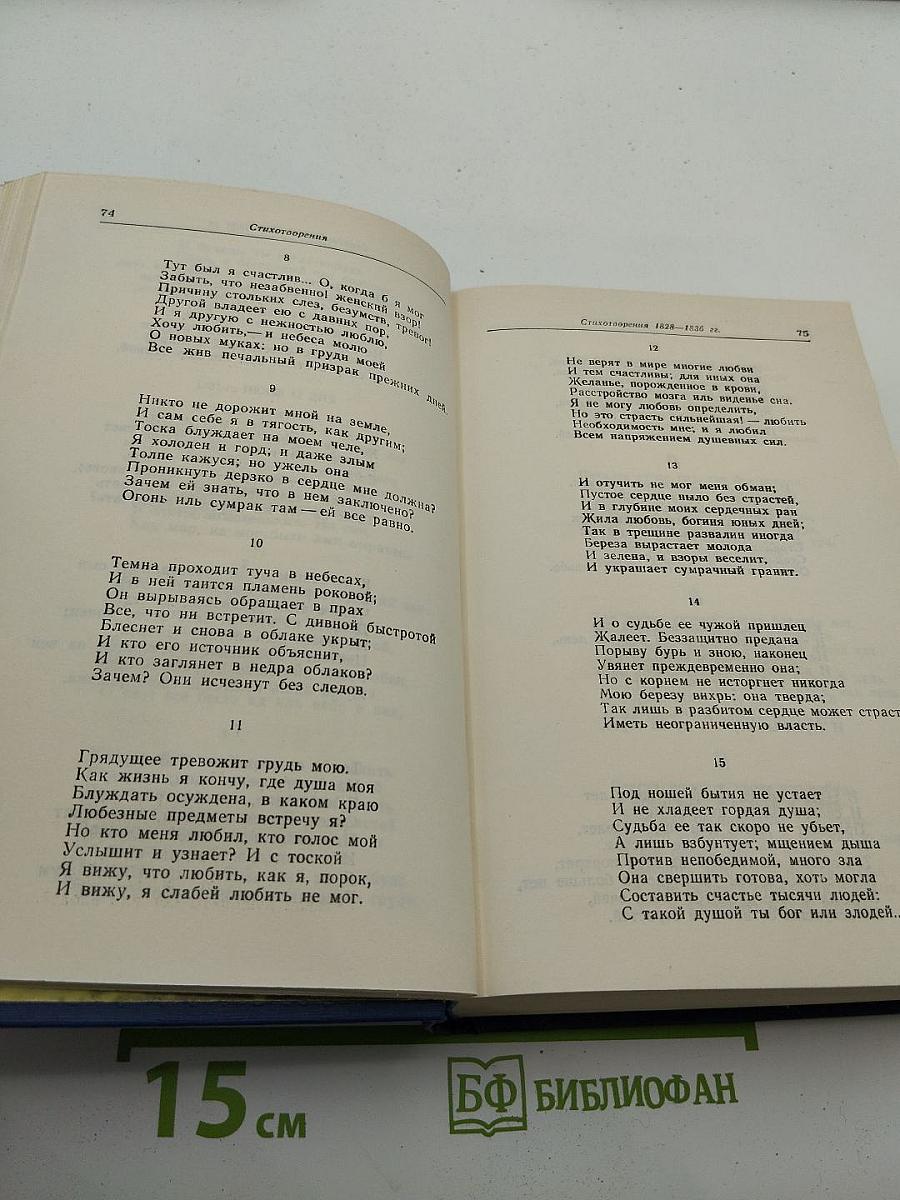 74
Стихотворения
8
Тут был я счастлив... О, когда б я мог
Забыть, что незабвенно! женский взор!
Причину стольких слез, безумств, тревог!
Другой владеет ею с давних пор,
И я другую с нежностью люблю,
Хочу любить,— и небеса молю
О новых муках: но в груди моей
Все жив печальный призрак прежних дней.
9
Никто не дорожит мной на земле,
И сам себе я в тягость, как другим;
Тоска блуждает на моем челе,
Я холоден и горд; и даже злым
Толпе кажуся; но ужель она
Проникнуть дерзко в сердце мне должна?
Зачем ей знать, что в нем заключено?
Огонь иль сумрак там — ей все равно.
10
Темна проходит туча в небесах,
И в ней таится пламень роковой;
Он вырываясь обращает в прах
Все, что ни встретит. С дивной быстротой
Блеснет и снова в облаке укрыт;
И кто его источник объяснит,
И кто заглянет в недра облаков?
Зачем? Они исчезнут без следов.
11
Грядущее тревожит грудь мою.
Как жизнь я кончу, где душа моя
Блуждать осуждена, в каком краю
Любезные предметы встречу я?
Но кто меня любил, кто голос мой
Услышит и узнает? И с тоской
Я вижу, что любить, как я, порок,
И вижу, я слабей любить не мог.
Стихотворения 1828—1836 гг.
75
12
Не верят в мире многие любви
И тем счастливы; для иных она
Желанье, порожденное в крови,
Расстройство мозга иль виденье сна.
Я не могу любовь определить,
Но это страсть сильнейшая! — любить
Необходимость мне; и я любил
Всем напряжением душевных сил.
13
И отучить не мог меня обман;
Пустое сердце ныло без страстей,
И в глубине моих сердечных ран
Жила любовь, богиня юных дней;
Так в трещине развалин иногда
Береза вырастает молода
И зелена, и взоры веселит,
И украшает сумрачный гранит.
14
И о судьбе ее чужой пришлец
Жалеет. Беззащитно предана
Порыву бурь и зною, наконец
Увянет преждевременно она;
Но с корнем не исторгнет никогда
Мою березу вихрь: она тверда;
Так лишь в разбитом сердце может страст
Иметь неограниченную власть.
15
Под ношей бытия не устает
И не хладеет гордая душа;
Судьба ее так скоро не убьет,
А лишь взбунтует; мщением дыша
Против непобедимой, много зла
Она свершить готова, хоть могла
Составить счастье тысячи людей:
С такой душой ты бог или злодей..
15 см
БФ БИБЛИОФАН